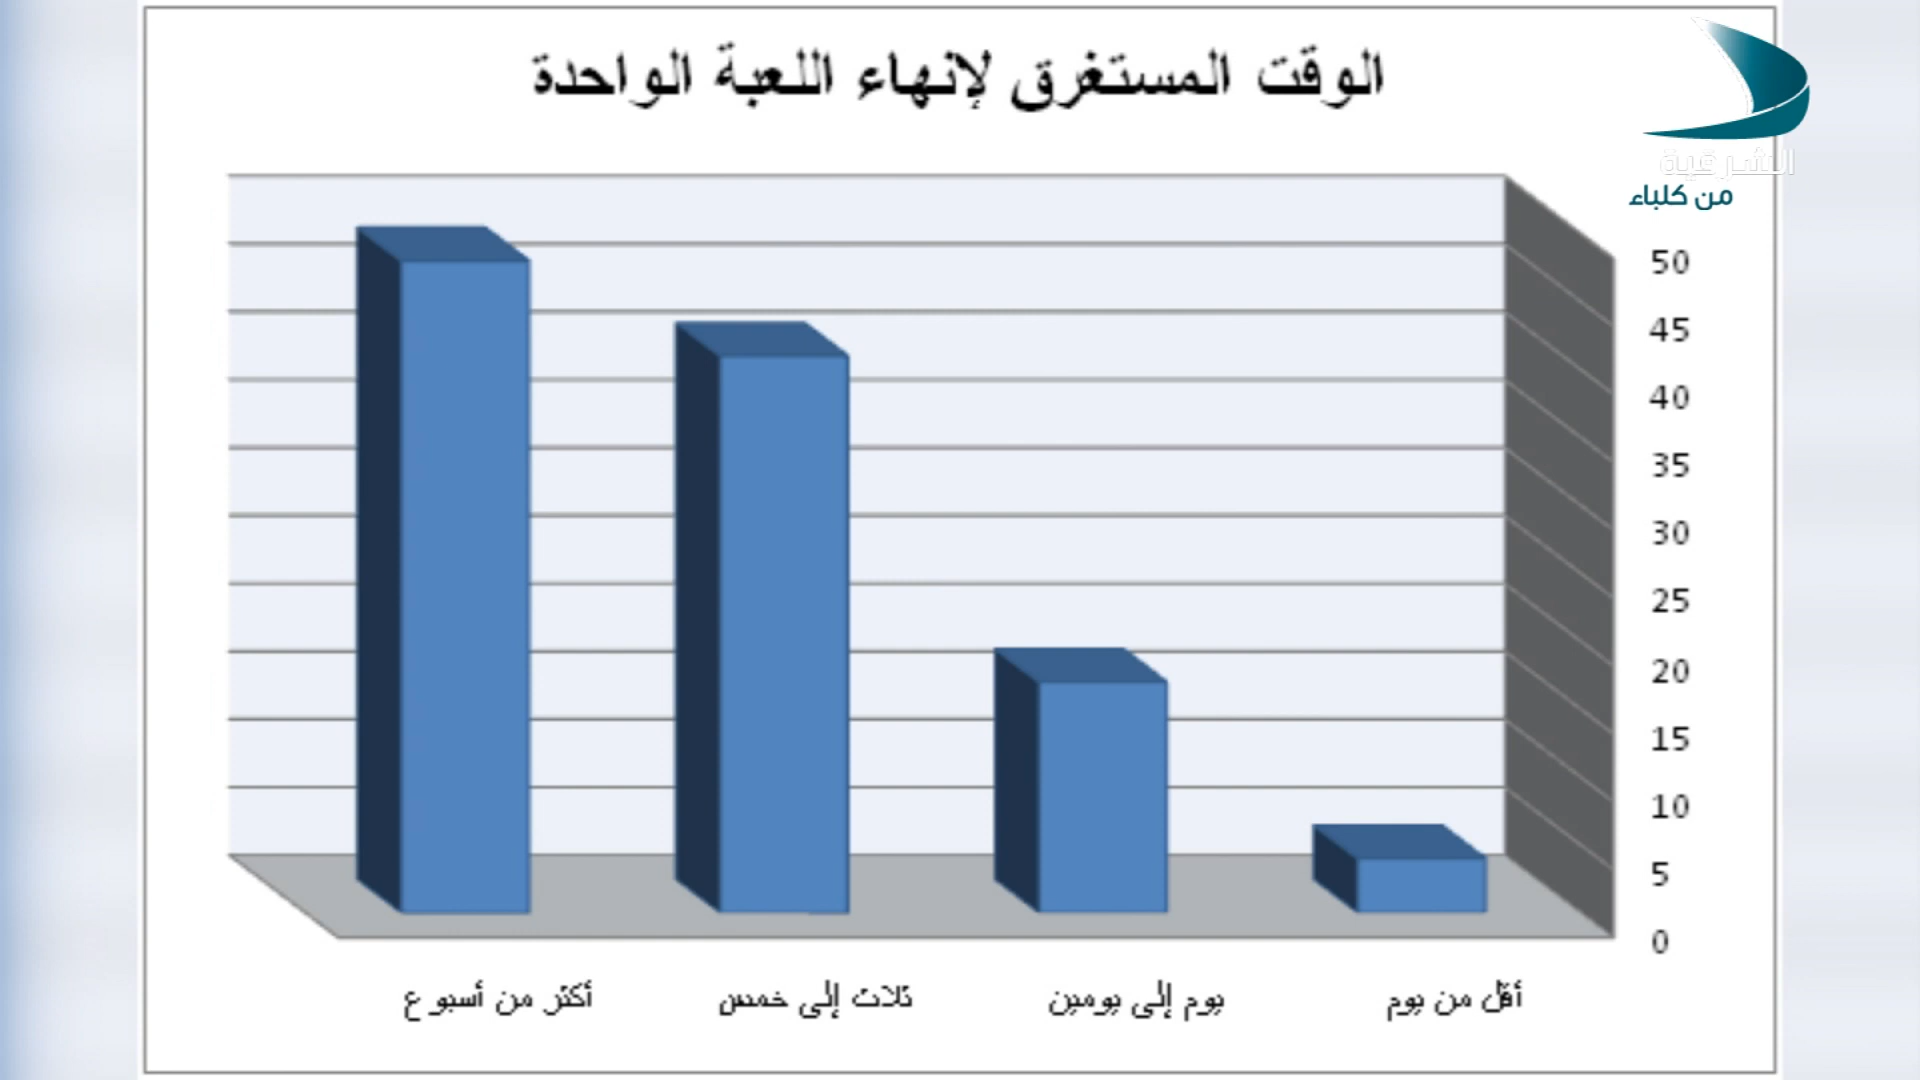 الوقت المستغرق لإنهاء اللعبة الواحدة
الشرقية
من كلباء
50
45
40
35
30
25
20
15
10
5
0
أقل من يوم
يوم إلى يومين
ثلاث إلى خمس
أكثر من أسبوع